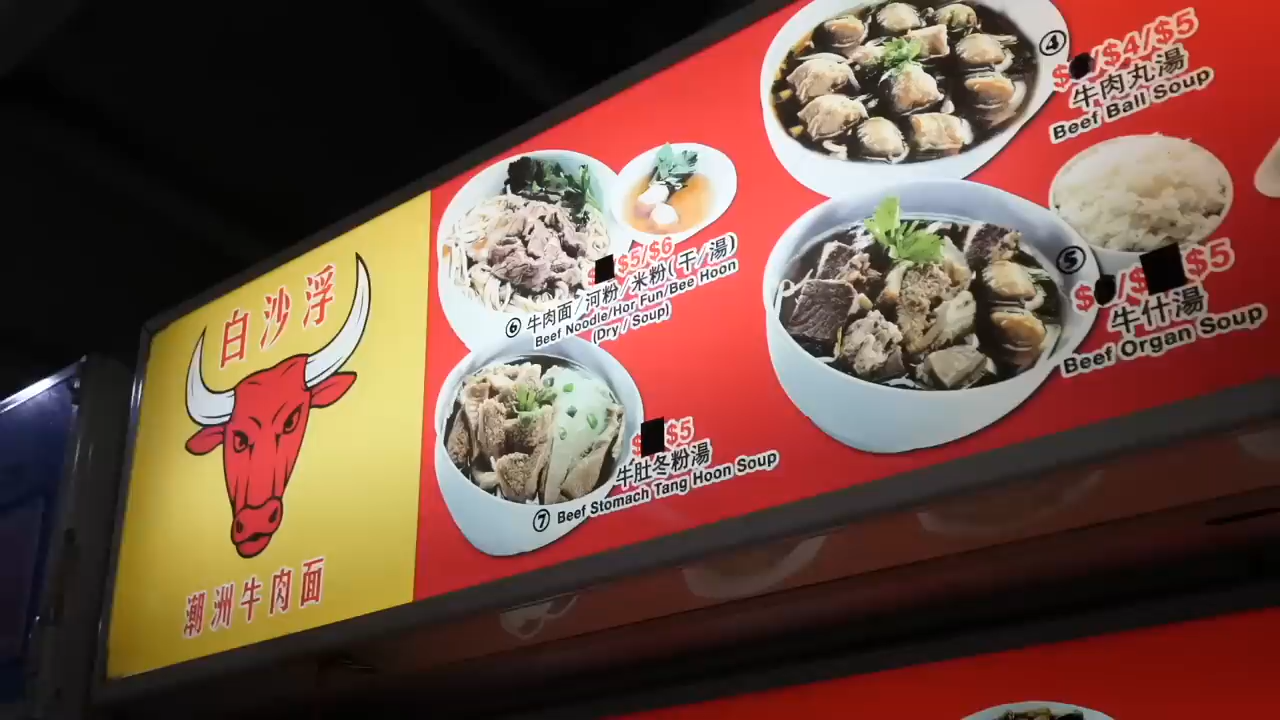 白沙浮
潮洲牛肉面
$5/$6
⑥ 牛肉面/河粉/米粉(干/湯)
Beef Noodle/Hor Fun/Bee Hoon
(Dry / Soup)
$ $5
牛肚冬粉湯
⑦ Beef Stomach Tang Hoon Soup
④ $ /$4/$5
牛肉丸湯
Beef Ball Soup
⑤ $ /$ $5
牛什湯
Beef Organ Soup